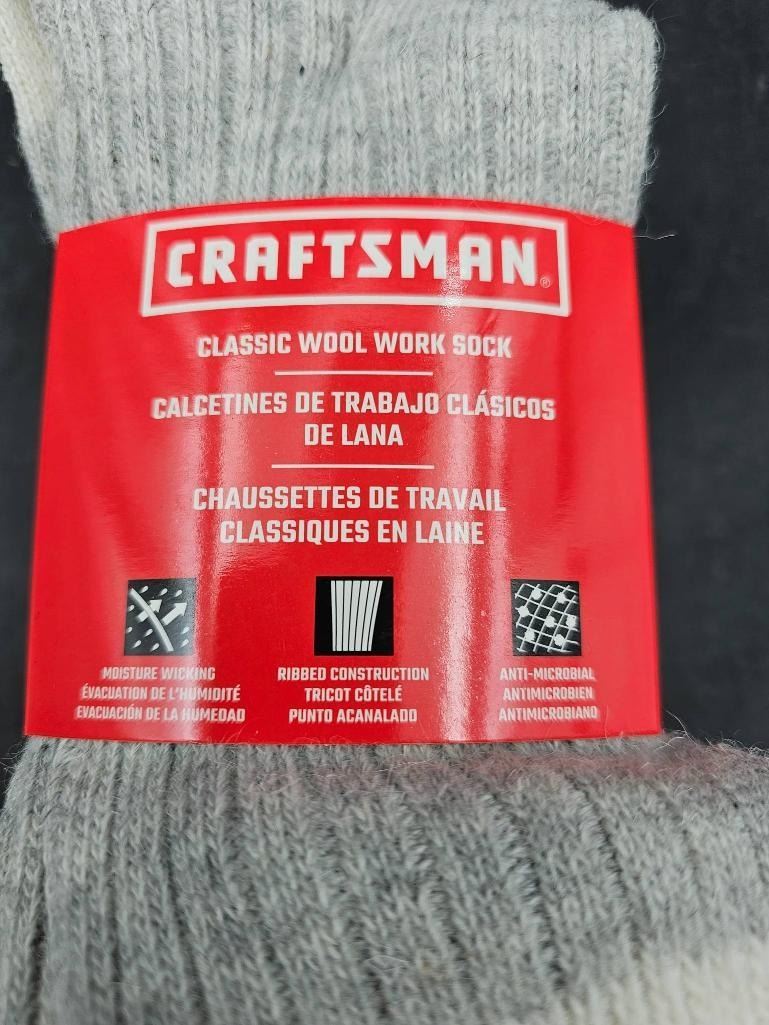 CRAFTSMAN®
CLASSIC WOOL WORK SOCK
CALCETINES DE TRABAJO CLÁSICOS
DE LANA
CHAUSSETTES DE TRAVAIL
CLASSIQUES EN LAINE
MOISTURE WICKING
ÉVACUATION DE L'HUMIDITÉ
EVACUACIÓN DE LA HUMEDAD
RIBBED CONSTRUCTION
TRICOT CÔTELÉ
PUNTO ACANALADO
ANTI-MICROBIAL
ANTIMICROBIEN
ANTIMICROBIANO